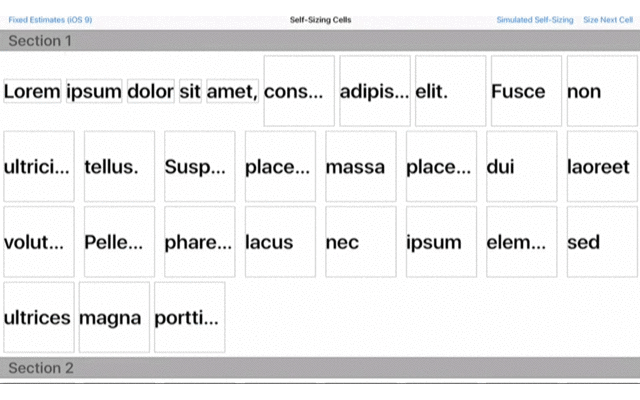 Fixed Estimates (iOS 9) Self-Sizing Cells Simulated Self-Sizing Size Next Cell
Section 1
Lorem ipsum dolor sit amet, cons... adipis... elit. Fusce non
ultrici... tellus. Susp... place... massa place... dui laoreet
volut... Pelle... phare... lacus nec ipsum elem... sed
ultrices magna portti...
Section 2